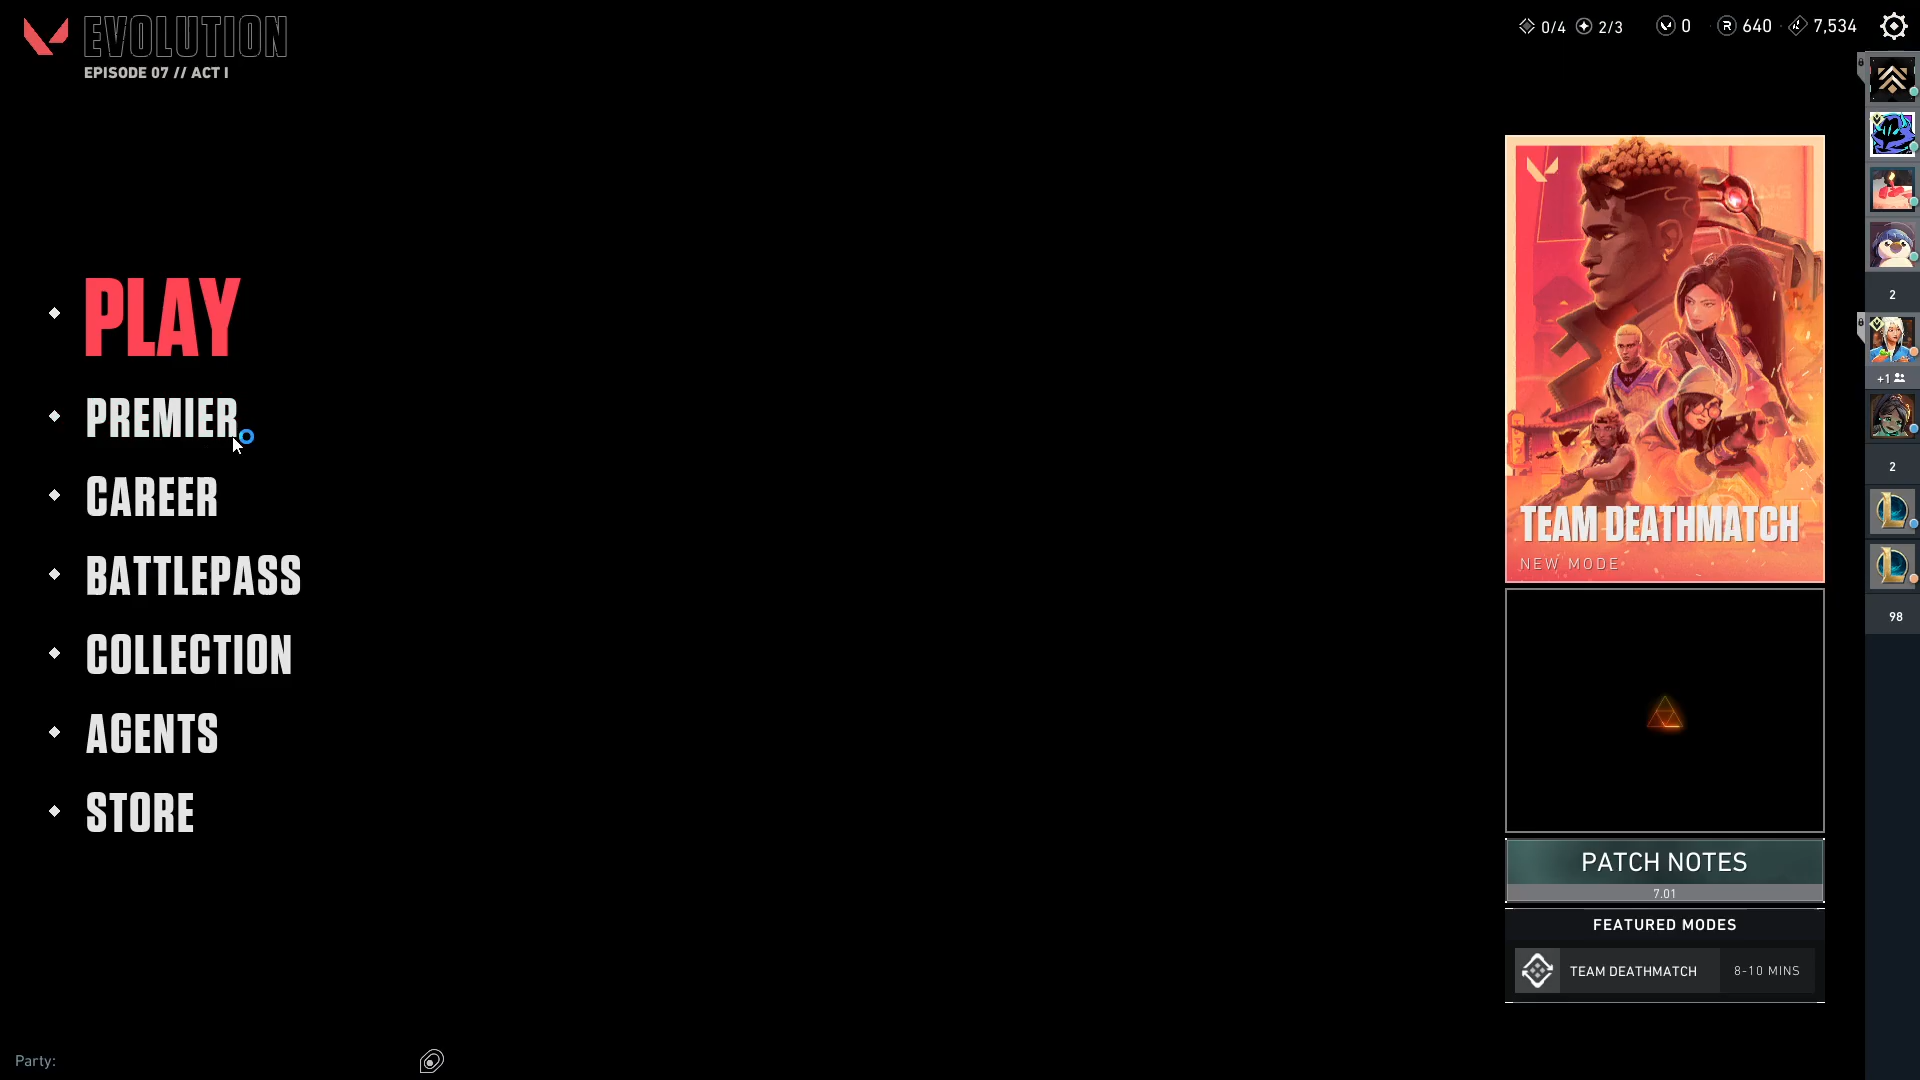 EVOLUTION
EPISODE 07 // ACT I
0/4 2/3 0 640 7,534
PLAY
PREMIER
CAREER
BATTLEPASS
COLLECTION
AGENTS
STORE
TEAM DEATHMATCH
NEW MODE
PATCH NOTES
7.01
FEATURED MODES
TEAM DEATHMATCH 8-10 MINS
2
+1
2
98
Party: